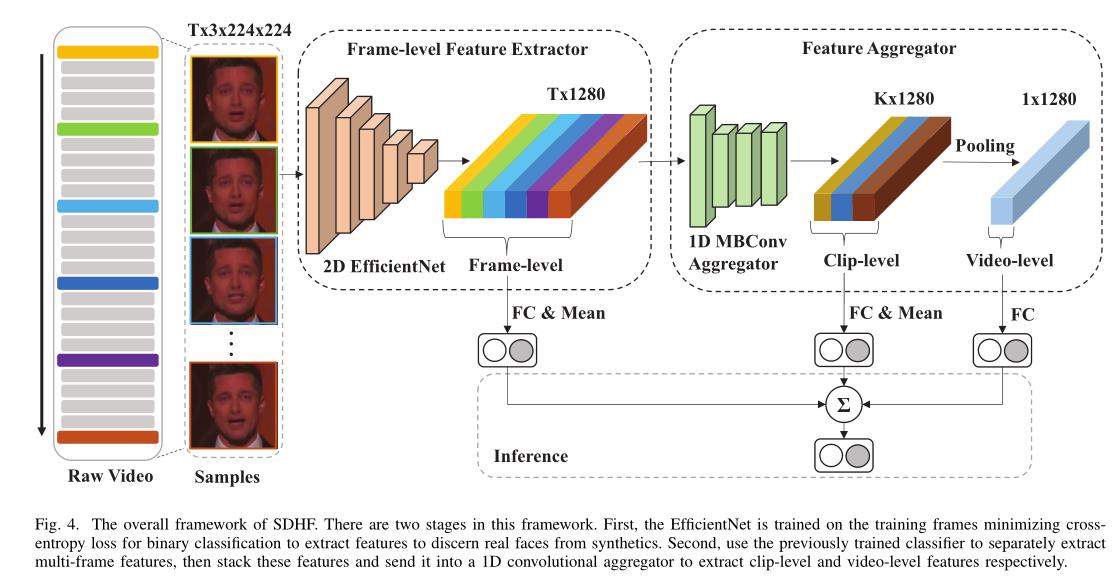 Tx3x224x224
Frame-level Feature Extractor
Feature Aggregator
Tx1280
Kx1280
1x1280
Pooling
2D EfficientNet
Frame-level
1D MBConv
Aggregator
Clip-level
Video-level
FC & Mean
FC & Mean
FC
Σ
Inference
Raw Video
Samples
Fig. 4. The overall framework of SDHF. There are two stages in this framework. First, the EfficientNet is trained on the training frames minimizing cross-
entropy loss for binary classification to extract features to discern real faces from synthetics. Second, use the previously trained classifier to separately extract
multi-frame features, then stack these features and send it into a 1D convolutional aggregator to extract clip-level and video-level features respectively.